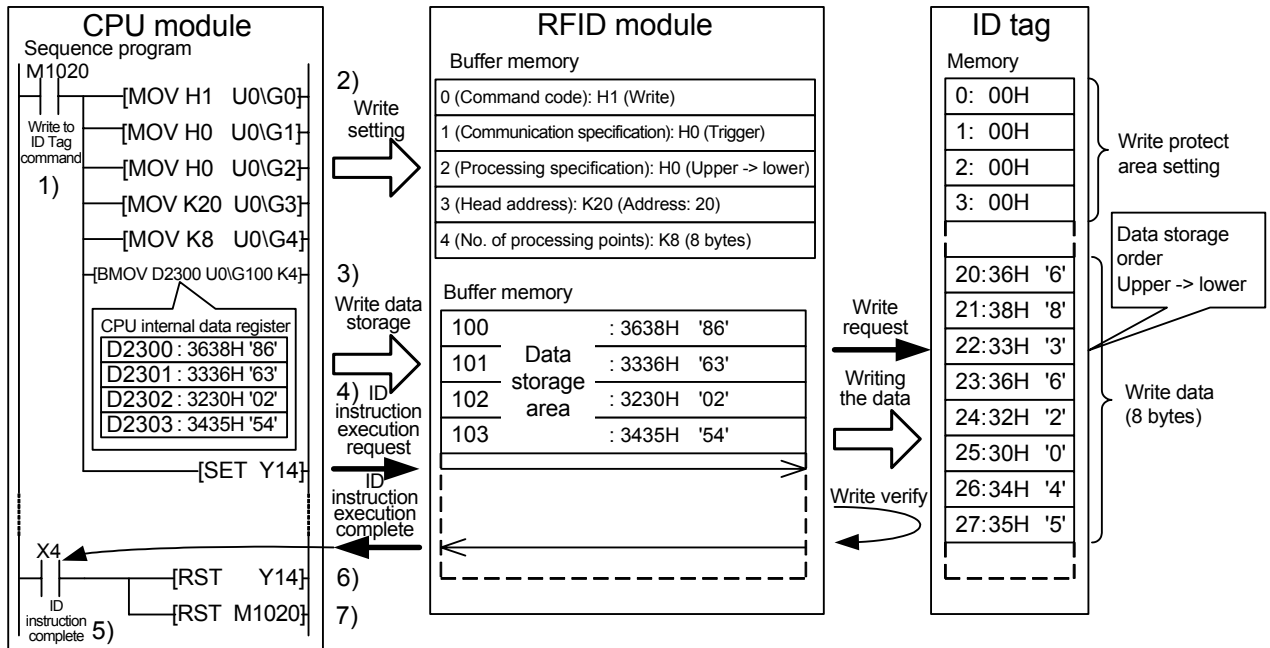 CPU module
Sequence program
M1020
[MOV H1 U0\G0]
Write to
ID Tag
command
1)
[MOV H0 U0\G1]
[MOV H0 U0\G2]
[MOV K20 U0\G3]
[MOV K8 U0\G4]
[BMOV D2300 U0\G100 K4]
CPU internal data register
D2300 : 3638H '86'
D2301 : 3336H '63'
D2302 : 3230H '02'
D2303 : 3435H '54'
[SET Y14]
X4
ID
instruction
complete
5)
[RST Y14]
[RST M1020]
2)
Write
setting
3)
Write data
storage
4) ID
instruction
execution
request
ID
instruction
execution
complete
6)
7)
RFID module
Buffer memory
0 (Command code): H1 (Write)
1 (Communication specification): H0 (Trigger)
2 (Processing specification): H0 (Upper -> lower)
3 (Head address): K20 (Address: 20)
4 (No. of processing points): K8 (8 bytes)
Buffer memory
100 : 3638H '86'
101 : 3336H '63'
102 : 3230H '02'
103 : 3435H '54'
Data
storage
area
Write
request
Writing
the data
Write verify
ID tag
Memory
0: 00H
1: 00H
2: 00H
3: 00H
20:36H '6'
21:38H '8'
22:33H '3'
23:36H '6'
24:32H '2'
25:30H '0'
26:34H '4'
27:35H '5'
Write protect
area setting
Data storage
order
Upper -> lower
Write data
(8 bytes)